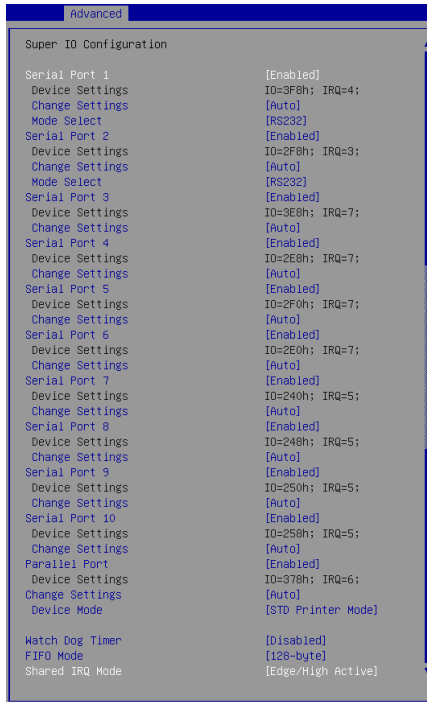 Advanced
Super IO Configuration
Serial Port 1 [Enabled]
Device Settings IO=3F8h; IRQ=4;
Change Settings [Auto]
Mode Select [RS232]
Serial Port 2 [Enabled]
Device Settings IO=2F8h; IRQ=3;
Change Settings [Auto]
Mode Select [RS232]
Serial Port 3 [Enabled]
Device Settings IO=3E8h; IRQ=7;
Change Settings [Auto]
Serial Port 4 [Enabled]
Device Settings IO=2E8h; IRQ=7;
Change Settings [Auto]
Serial Port 5 [Enabled]
Device Settings IO=2F0h; IRQ=7;
Change Settings [Auto]
Serial Port 6 [Enabled]
Device Settings IO=2E0h; IRQ=7;
Change Settings [Auto]
Serial Port 7 [Enabled]
Device Settings IO=240h; IRQ=5;
Change Settings [Auto]
Serial Port 8 [Enabled]
Device Settings IO=248h; IRQ=5;
Change Settings [Auto]
Serial Port 9 [Enabled]
Device Settings IO=250h; IRQ=5;
Change Settings [Auto]
Serial Port 10 [Enabled]
Device Settings IO=258h; IRQ=5;
Change Settings [Auto]
Parallel Port [Enabled]
Device Settings IO=378h; IRQ=6;
Change Settings [Auto]
Device Mode [STD Printer Mode]
Watch Dog Timer [Disabled]
FIFO Mode [128-byte]
Shared IRQ Mode [Edge/High Active]